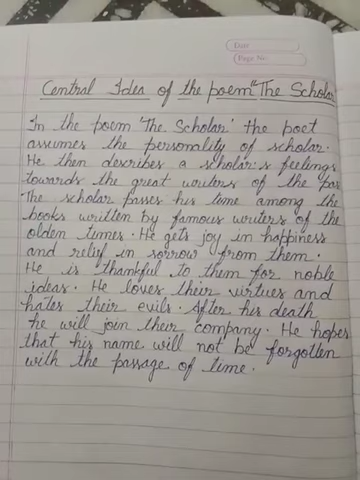 Date
Page No.
Central Idea of the poem "The Scholar
In the poem 'The Scholar' the poet
assumes the personality of scholar.
He then describes a scholar's feelings
towards the great writers of the pas
The scholar passes his time among the
books written by famous writers of the
olden times. He gets joy in happiness
and relief in sorrow from them.
He is thankful to them for noble
ideas. He loves their virtues and
hates their evils. After his death
he will join their company. He hopes
that his name will not be forgotten
with the passage of time.